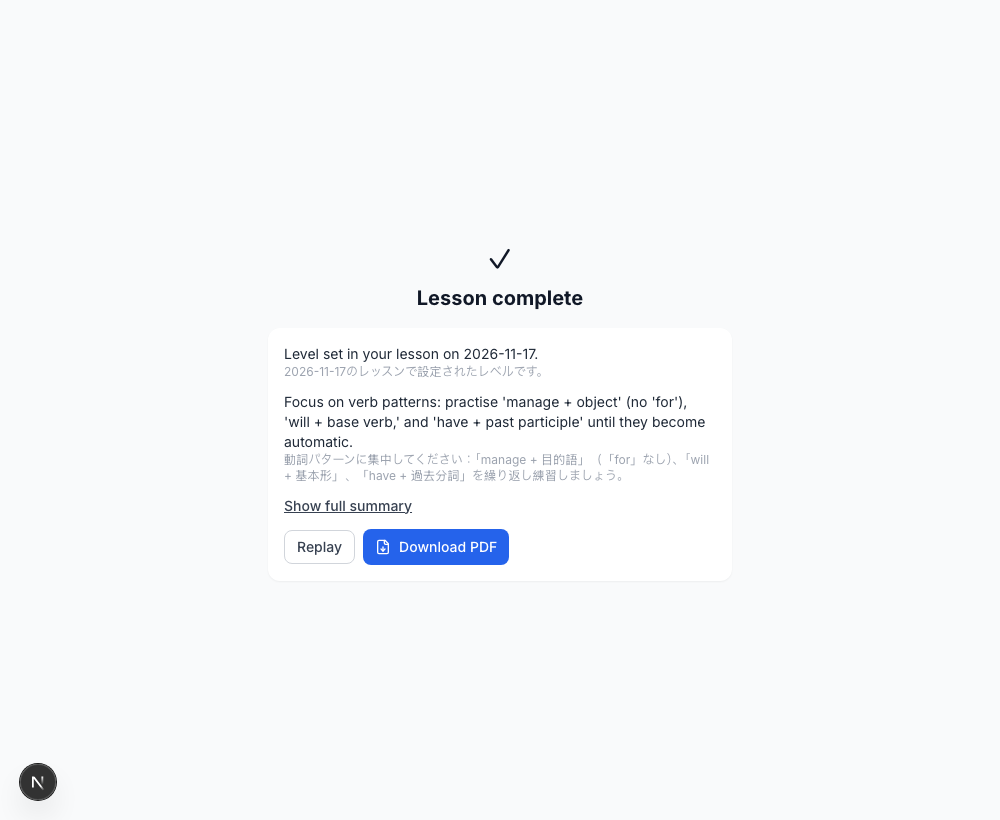 Lesson complete
Level set in your lesson on 2026-11-17.
2026-11-17のレッスンで設定されたレベルです。
Focus on verb patterns: practise 'manage + object' (no 'for'),
'will + base verb,' and 'have + past participle' until they become
automatic.
動詞パターンに集中してください：「manage + 目的語」（「for」なし）、「will
+ 基本形」、「have + 過去分詞」を繰り返し練習しましょう。
Show full summary
Replay
Download PDF
N